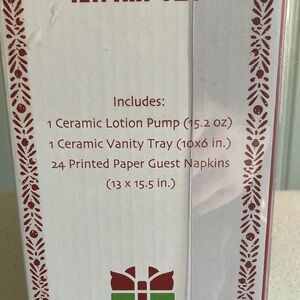 Includes:
1 Ceramic Lotion Pump (15.2 oz)
1 Ceramic Vanity Tray (10x6 in.)
24 Printed Paper Guest Napkins
(13 x 15.5 in.)